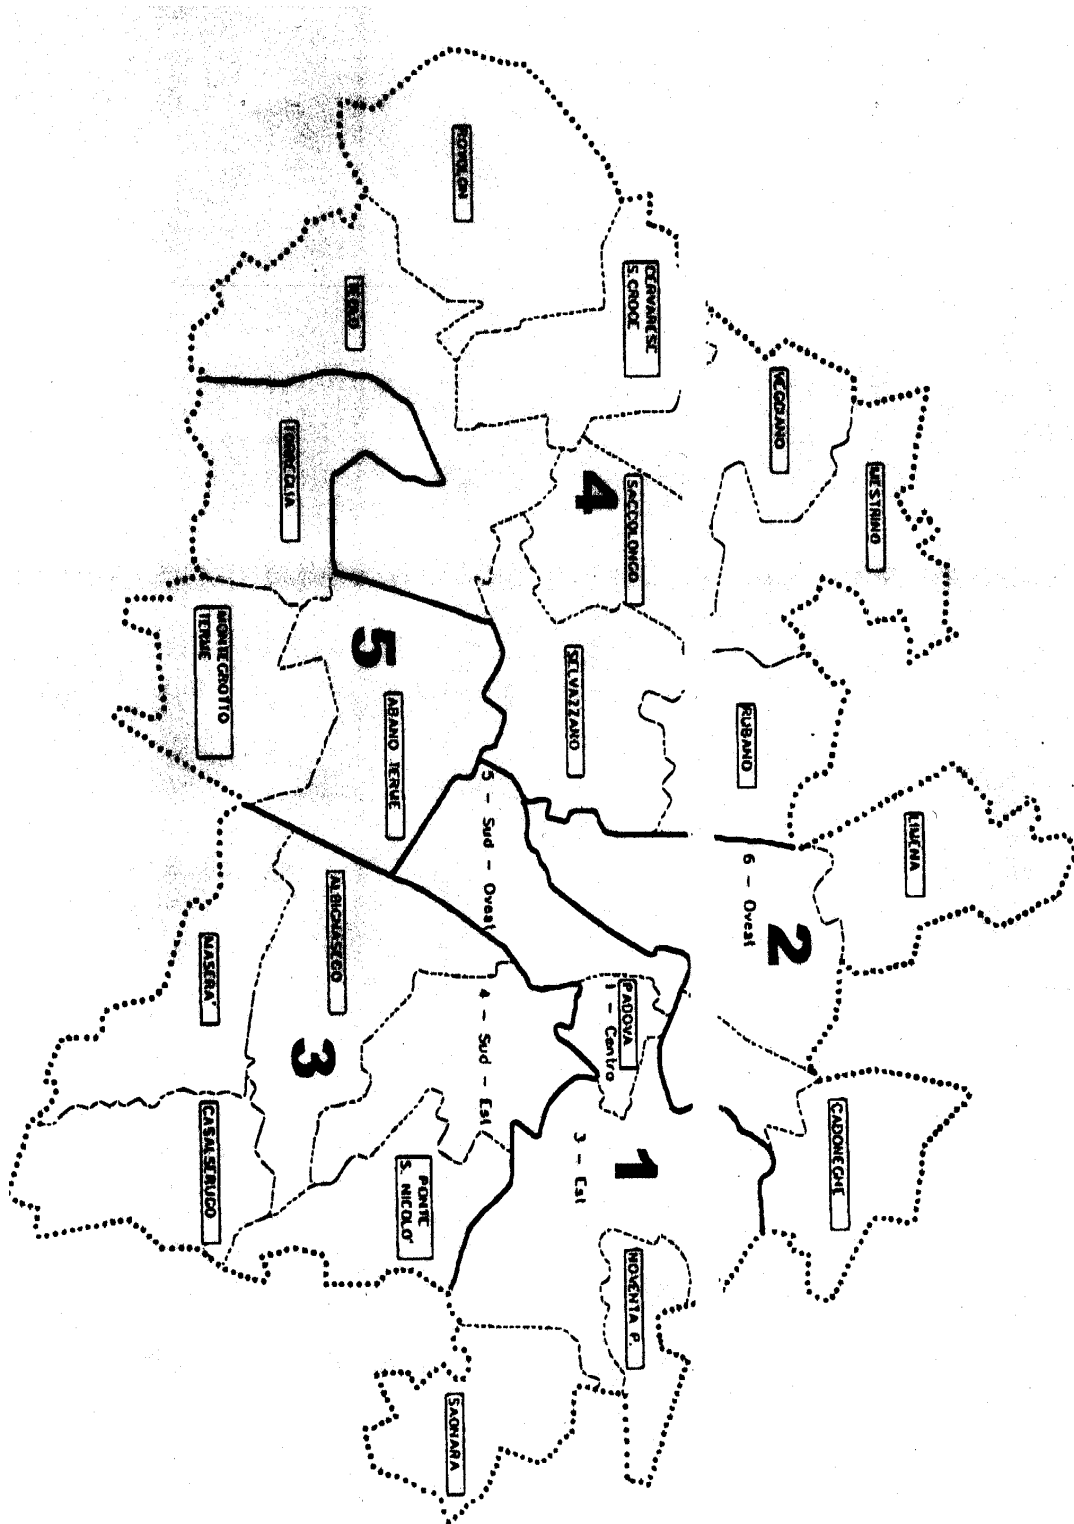 LIMENA
MESTRINO
CADONEGHE
2
VEGGIANO
6 - Ovest
RUBANO
CERVARESE
S.CROCE
SACCOLONGO
1
NOVENTA P.
PADOVA
1 - Centro
4
3 - Est
SELVAZZANO
5 - Sud - Ovest
4 - Sud - Est
ROVOLON
SAONARA
PONTE
S. NICOLO'
ABANO TERME
5
TEOLO
ALBIGNASEGO
3
TORREGLIA
MONTEGROTTO
TERME
MASERA'
CASALSERUGO